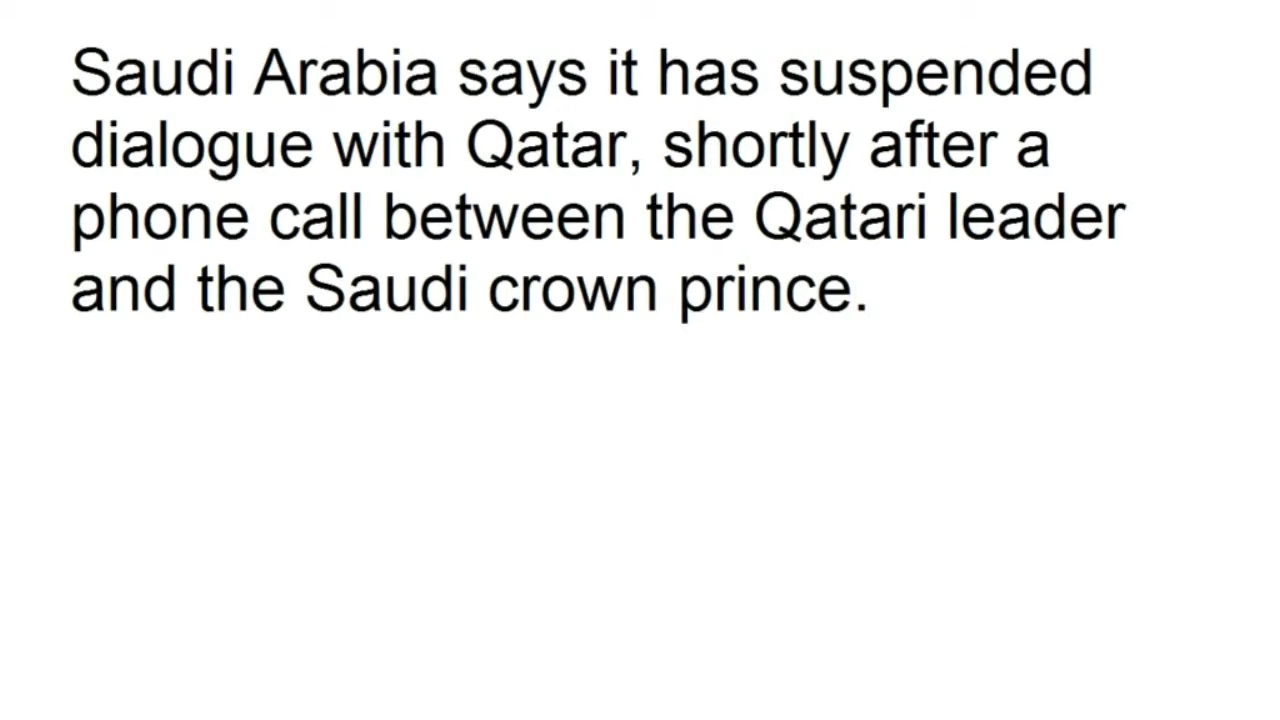 Saudi Arabia says it has suspended
dialogue with Qatar, shortly after a
phone call between the Qatari leader
and the Saudi crown prince.